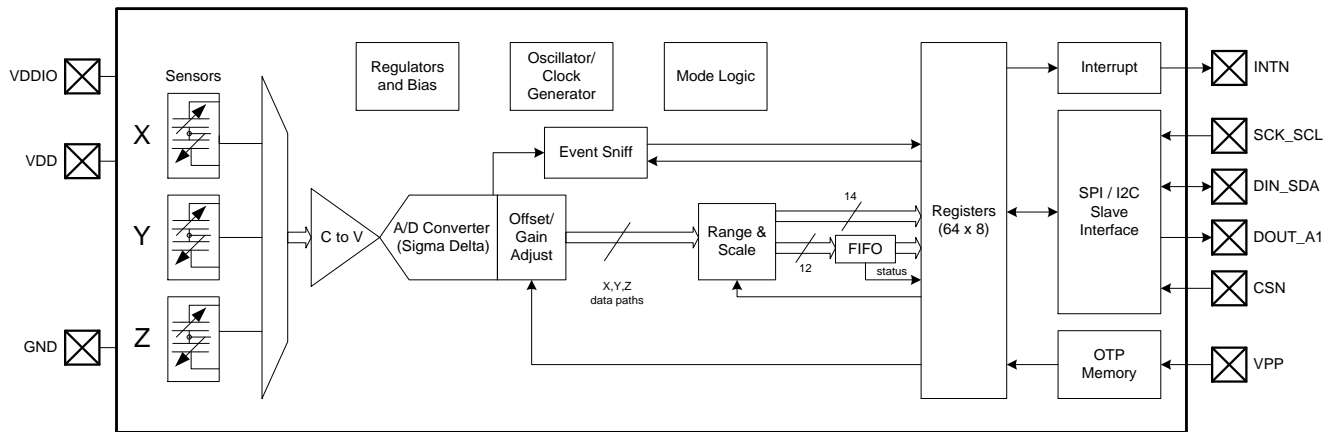 VDDIO
VDD
GND
Sensors
X
Y
Z
C to V
A/D Converter
(Sigma Delta)
Offset/
Gain
Adjust
Regulators
and Bias
Oscillator/
Clock
Generator
Mode Logic
Event Sniff
X,Y,Z
data paths
Range &
Scale
14
12
FIFO
status
Registers
(64 x 8)
Interrupt
SPI / I2C
Slave
Interface
OTP
Memory
INTN
SCK_SCL
DIN_SDA
DOUT_A1
CSN
VPP